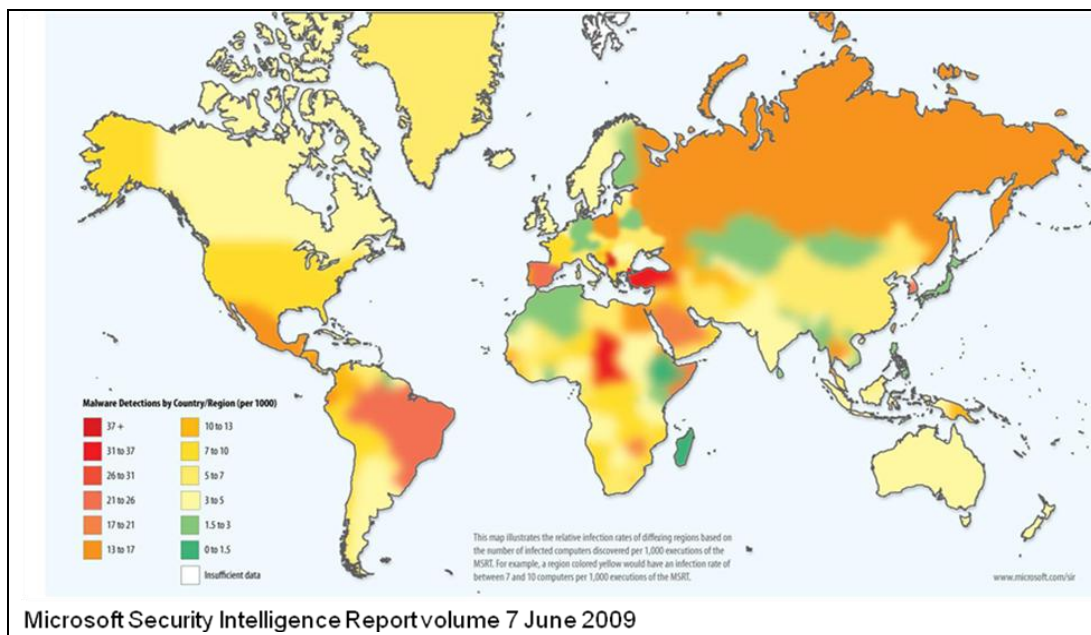 Malware Detections by Country/Region (per 1000)
37 +
31 to 37
26 to 31
21 to 26
17 to 21
13 to 17
10 to 13
7 to 10
5 to 7
3 to 5
1.5 to 3
0 to 1.5
Insufficient data
This map illustrates the relative infection rates of differing regions based on
the number of infected computers discovered per 1,000 executions of the
MSRT. For example, a region colored yellow would have an infection rate of
between 7 and 10 computers per 1,000 executions of the MSRT.
www.microsoft.com/sir
Microsoft Security Intelligence Report volume 7 June 2009